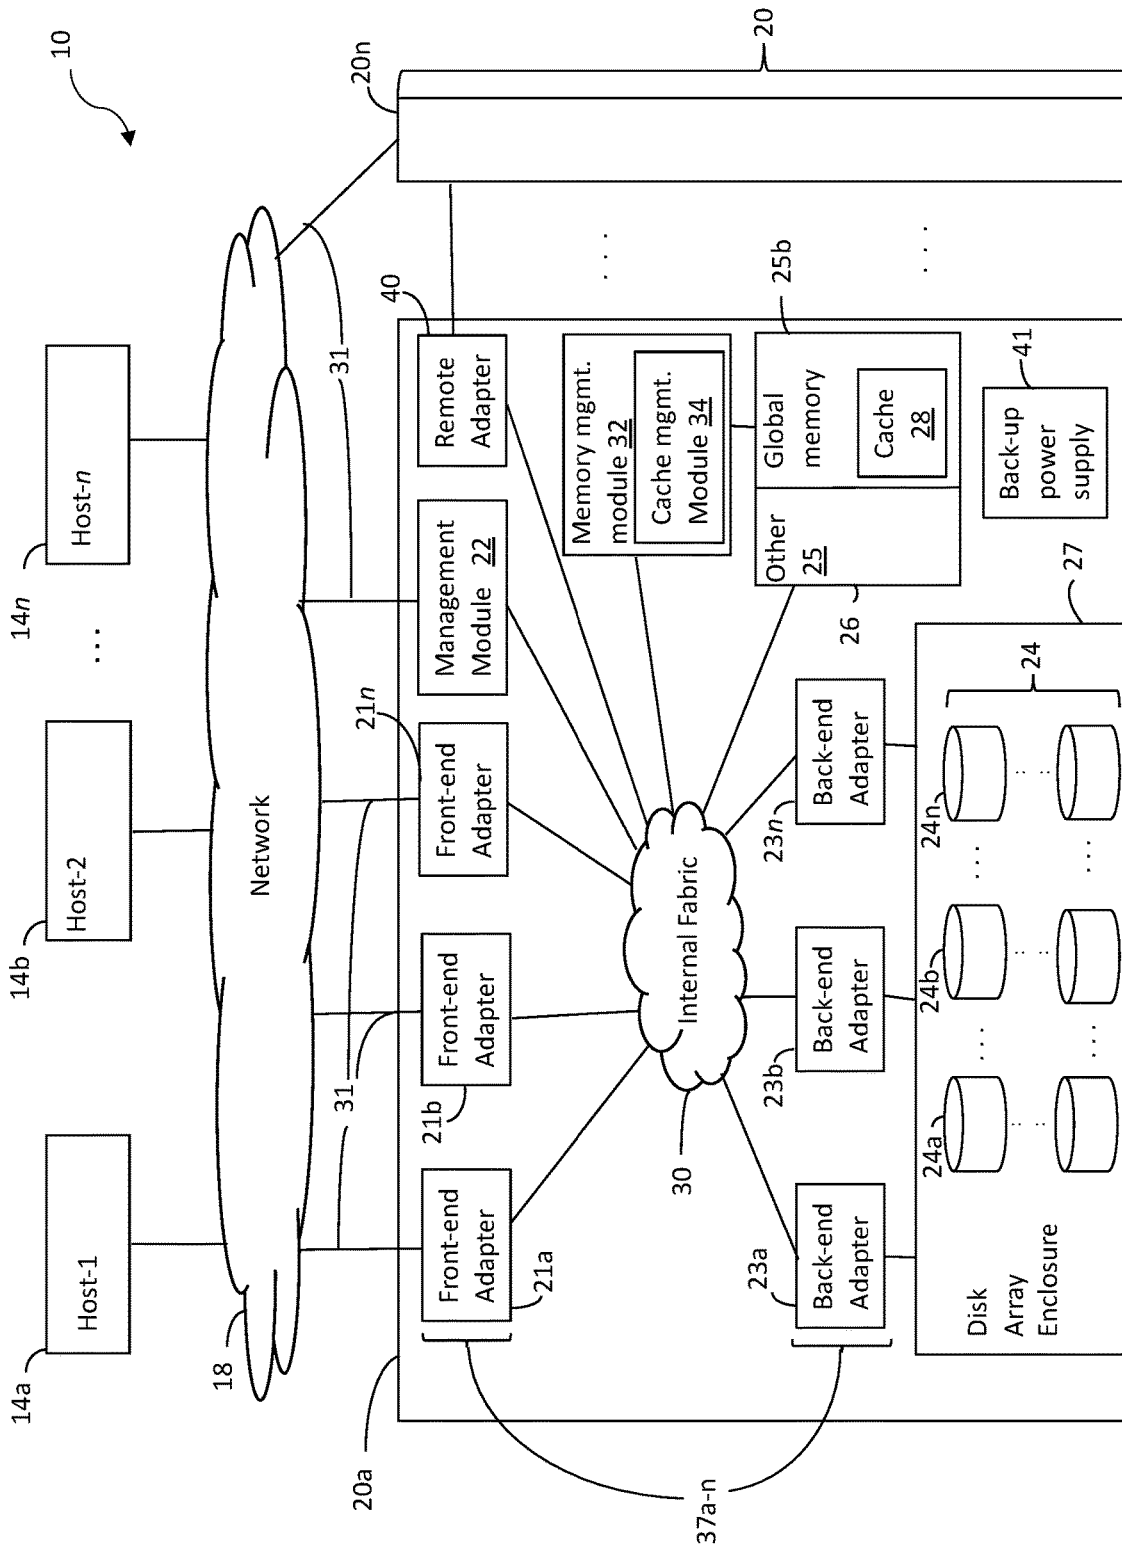 10
14a
Host-1
14b
Host-2
...
14n
Host-n
18
Network
31
31
20n
20
20a
Front-end
Adapter
21a
Front-end
Adapter
21b
Front-end
Adapter
21n
Management
Module 22
Remote
Adapter
40
37a-n
30
Internal Fabric
Memory mgmt.
module 32
Cache mgmt.
Module 34
...
Back-end
Adapter
23a
Back-end
Adapter
23b
Back-end
Adapter
23n
Other
25
26
Global
memory
25b
Cache
28
...
Back-up
power
supply
41
27
Disk
Array
Enclosure
24a
...
24b
...
24n
24
...
...